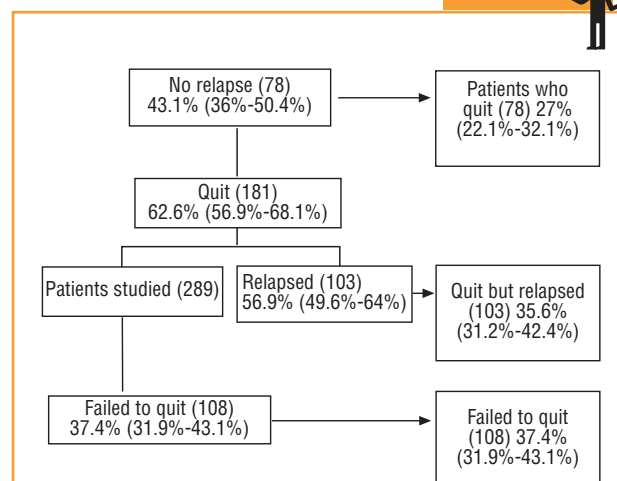 No relapse (78)
43.1% (36%-50.4%)
Patients who
quit (78) 27%
(22.1%-32.1%)
Quit (181)
62.6% (56.9%-68.1%)
Patients studied (289)
Relapsed (103)
56.9% (49.6%-64%)
Quit but relapsed
(103) 35.6%
(31.2%-42.4%)
Failed to quit (108)
37.4% (31.9%-43.1%)
Failed to quit
(108) 37.4%
(31.9%-43.1%)